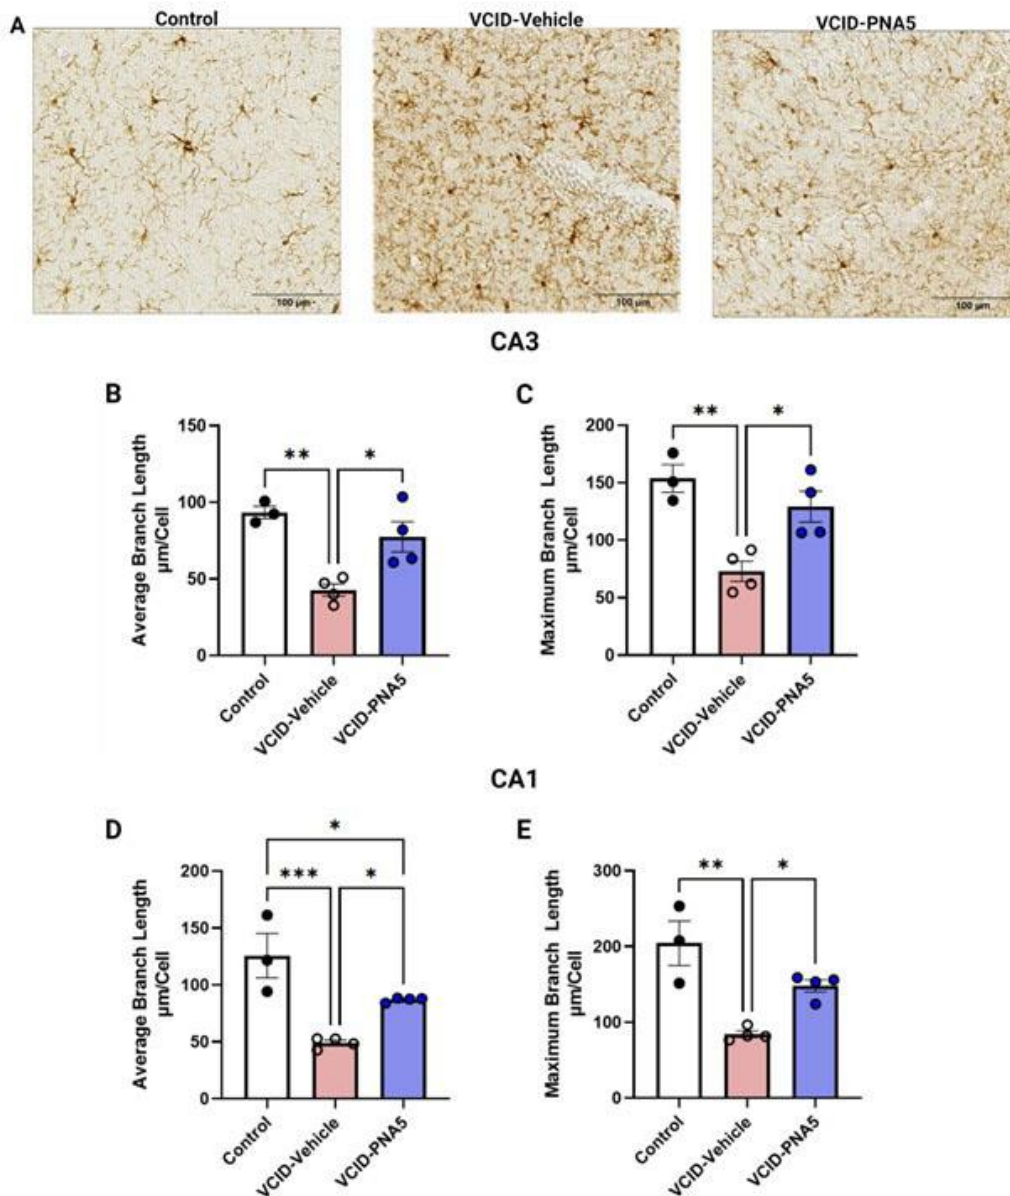 A
Control
VCID-Vehicle
VCID-PNA5
100 µm
100 µm
100 µm
CA3
B
Average Branch Length
µm/Cell
150
100
50
0
**
*
Control
VCID-Vehicle
VCID-PNA5
C
Maximum Branch Length
µm/Cell
200
150
100
50
0
**
*
Control
VCID-Vehicle
VCID-PNA5
CA1
D
Average Branch Length
µm/Cell
200
150
100
50
0
*
***
*
Control
VCID-Vehicle
VCID-PNA5
E
Maximum Branch Length
µm/Cell
300
200
100
0
**
*
Control
VCID-Vehicle
VCID-PNA5